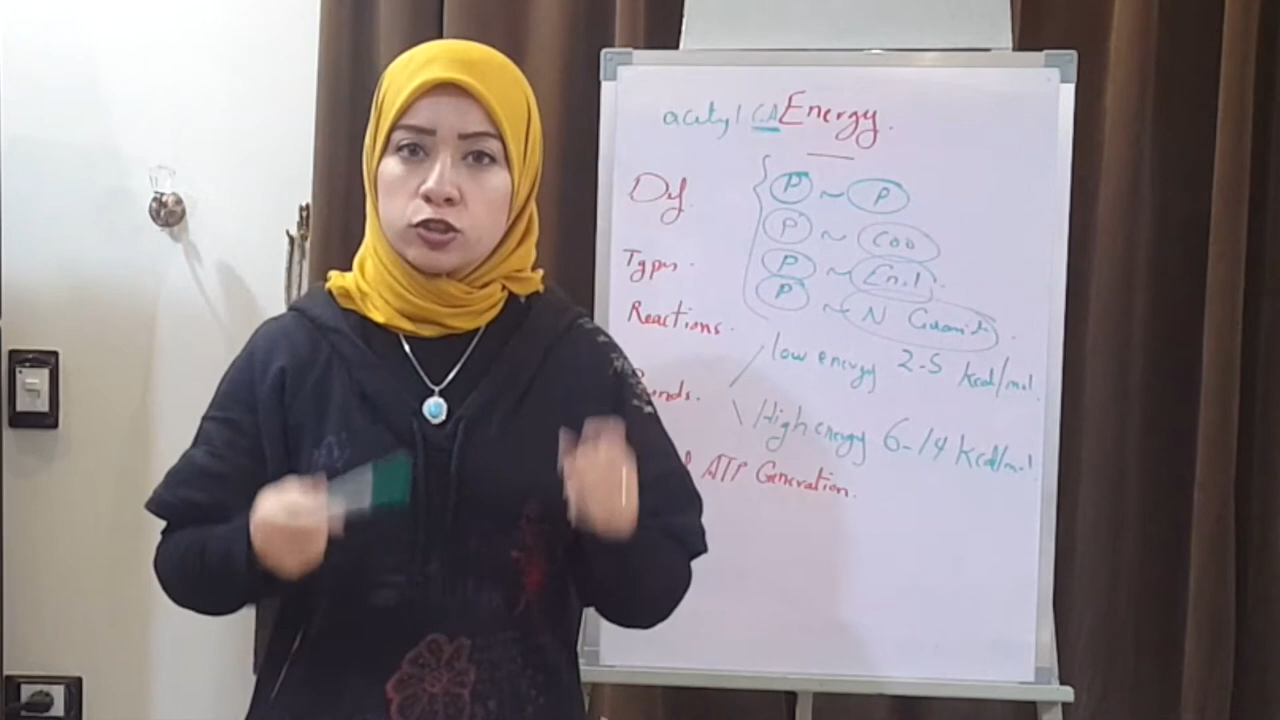 acetyl CA Energy.
Def.
P ~ P
P ~ COO
Types.
P ~ Enol.
P ~ N Guanidi
Reactions.
low energy 2-5 Kcal/mol.
onds.
High energy 6-14 Kcal/mol.
ATP Generation.